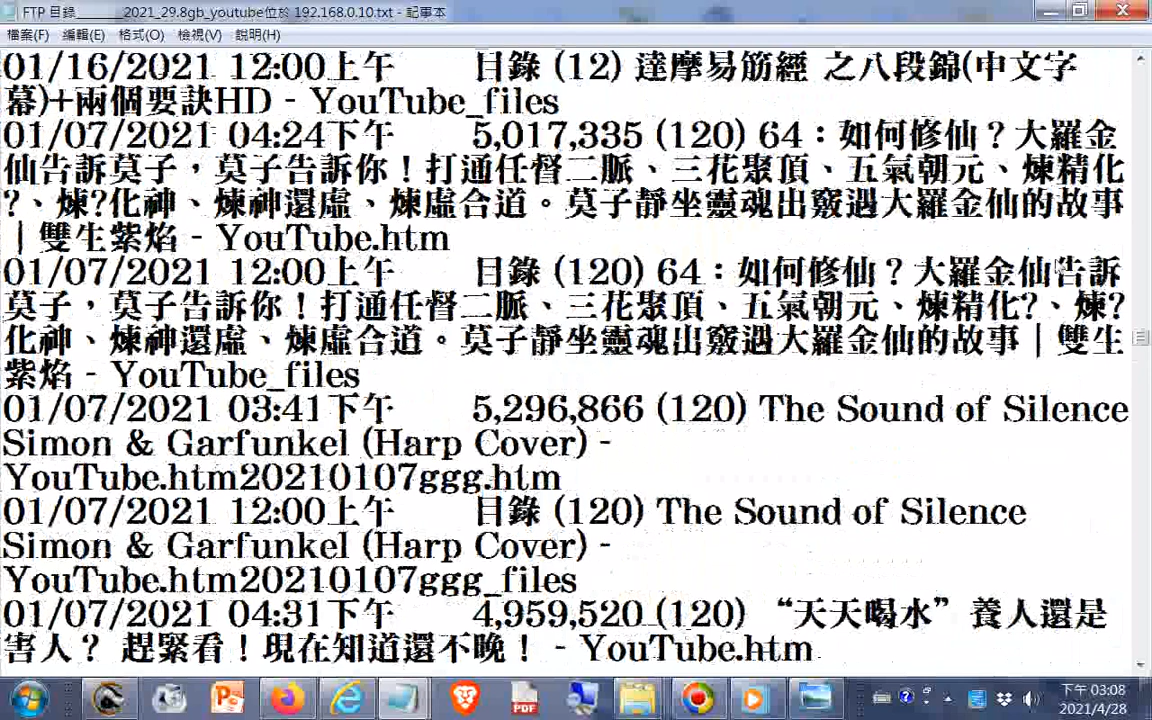 FTP 目錄_______2021_29.8gb_youtube位於 192.168.0.10.txt - 記事本
檔案(F) 編輯(E) 格式(O) 檢視(V) 說明(H)
01/16/2021 12:00上午 目錄 (12) 達摩易筋經 之八段錦(中文字
幕)+兩個要訣HD - YouTube_files
01/07/2021 04:24下午 5,017,335 (120) 64：如何修仙？大羅金
仙告訴莫子，莫子告訴你！打通任督二脈、三花聚頂、五氣朝元、煉精化
?、煉?化神、煉神還虛、煉虛合道。莫子靜坐靈魂出竅遇大羅金仙的故事
｜雙生紫焰 - YouTube.htm
01/07/2021 12:00上午 目錄 (120) 64：如何修仙？大羅金仙告訴
莫子，莫子告訴你！打通任督二脈、三花聚頂、五氣朝元、煉精化?、煉?
化神、煉神還虛、煉虛合道。莫子靜坐靈魂出竅遇大羅金仙的故事｜雙生
紫焰 - YouTube_files
01/07/2021 03:41下午 5,296,866 (120) The Sound of Silence
Simon & Garfunkel (Harp Cover) -
YouTube.htm20210107ggg.htm
01/07/2021 12:00上午 目錄 (120) The Sound of Silence
Simon & Garfunkel (Harp Cover) -
YouTube.htm20210107ggg_files
01/07/2021 04:31下午 4,959,520 (120) “天天喝水”養人還是
害人？ 趕緊看！現在知道還不晚！ - YouTube.htm
下午 03:08
2021/4/28